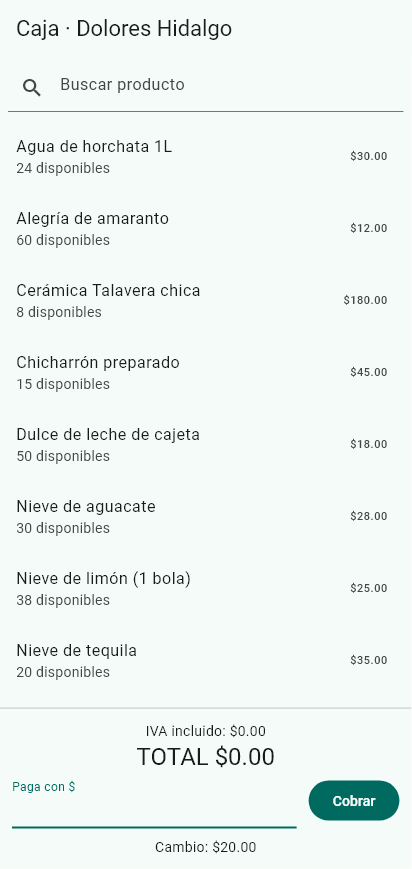 Caja · Dolores Hidalgo
Buscar producto
Agua de horchata 1L
24 disponibles
$30.00
Alegría de amaranto
60 disponibles
$12.00
Cerámica Talavera chica
8 disponibles
$180.00
Chicharrón preparado
15 disponibles
$45.00
Dulce de leche de cajeta
50 disponibles
$18.00
Nieve de aguacate
30 disponibles
$28.00
Nieve de limón (1 bola)
38 disponibles
$25.00
Nieve de tequila
20 disponibles
$35.00
IVA incluido: $0.00
TOTAL $0.00
Paga con $
Cobrar
Cambio: $20.00